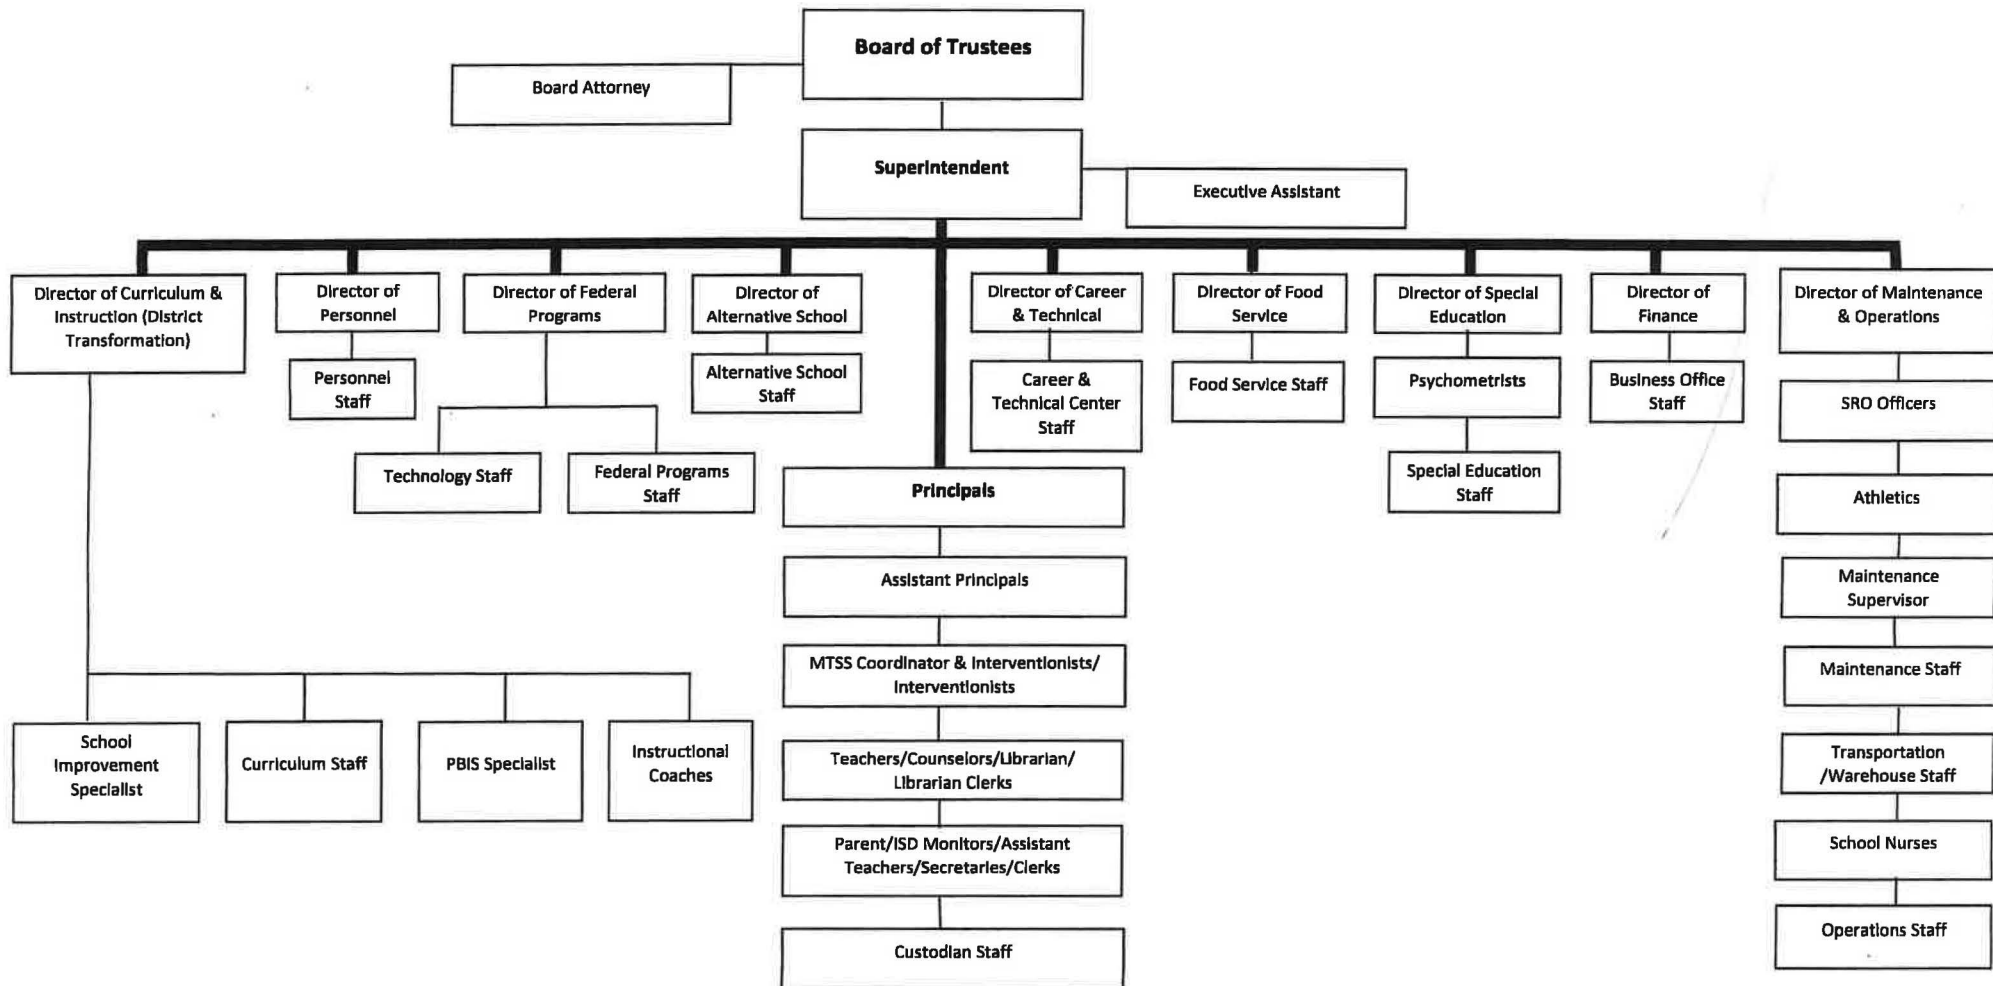 Board of Trustees
Board Attorney
Superintendent
Executive Assistant
Director of Curriculum &
Instruction (District
Transformation)
Director of
Personnel
Director of Federal
Programs
Director of
Alternative School
Director of Career
& Technical
Director of Food
Service
Director of Special
Education
Director of
Finance
Director of Maintenance
& Operations
Personnel
Staff
Alternative School
Staff
Career &
Technical Center
Staff
Food Service Staff
Psychometrists
Business Office
Staff
SRO Officers
Technology Staff
Federal Programs
Staff
Principals
Special Education
Staff
Athletics
Assistant Principals
Maintenance
Supervisor
MTSS Coordinator & Interventionists/
Interventionists
Maintenance Staff
School
Improvement
Specialist
Curriculum Staff
PBIS Specialist
Instructional
Coaches
Teachers/Counselors/Librarian/
Librarian Clerks
Transportation
/Warehouse Staff
Parent/ISD Monitors/Assistant
Teachers/Secretaries/Clerks
School Nurses
Custodian Staff
Operations Staff